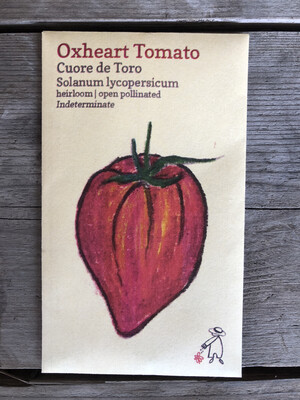 Oxheart Tomato
Cuore de Toro
Solanum lycopersicum
heirloom | open pollinated
Indeterminate